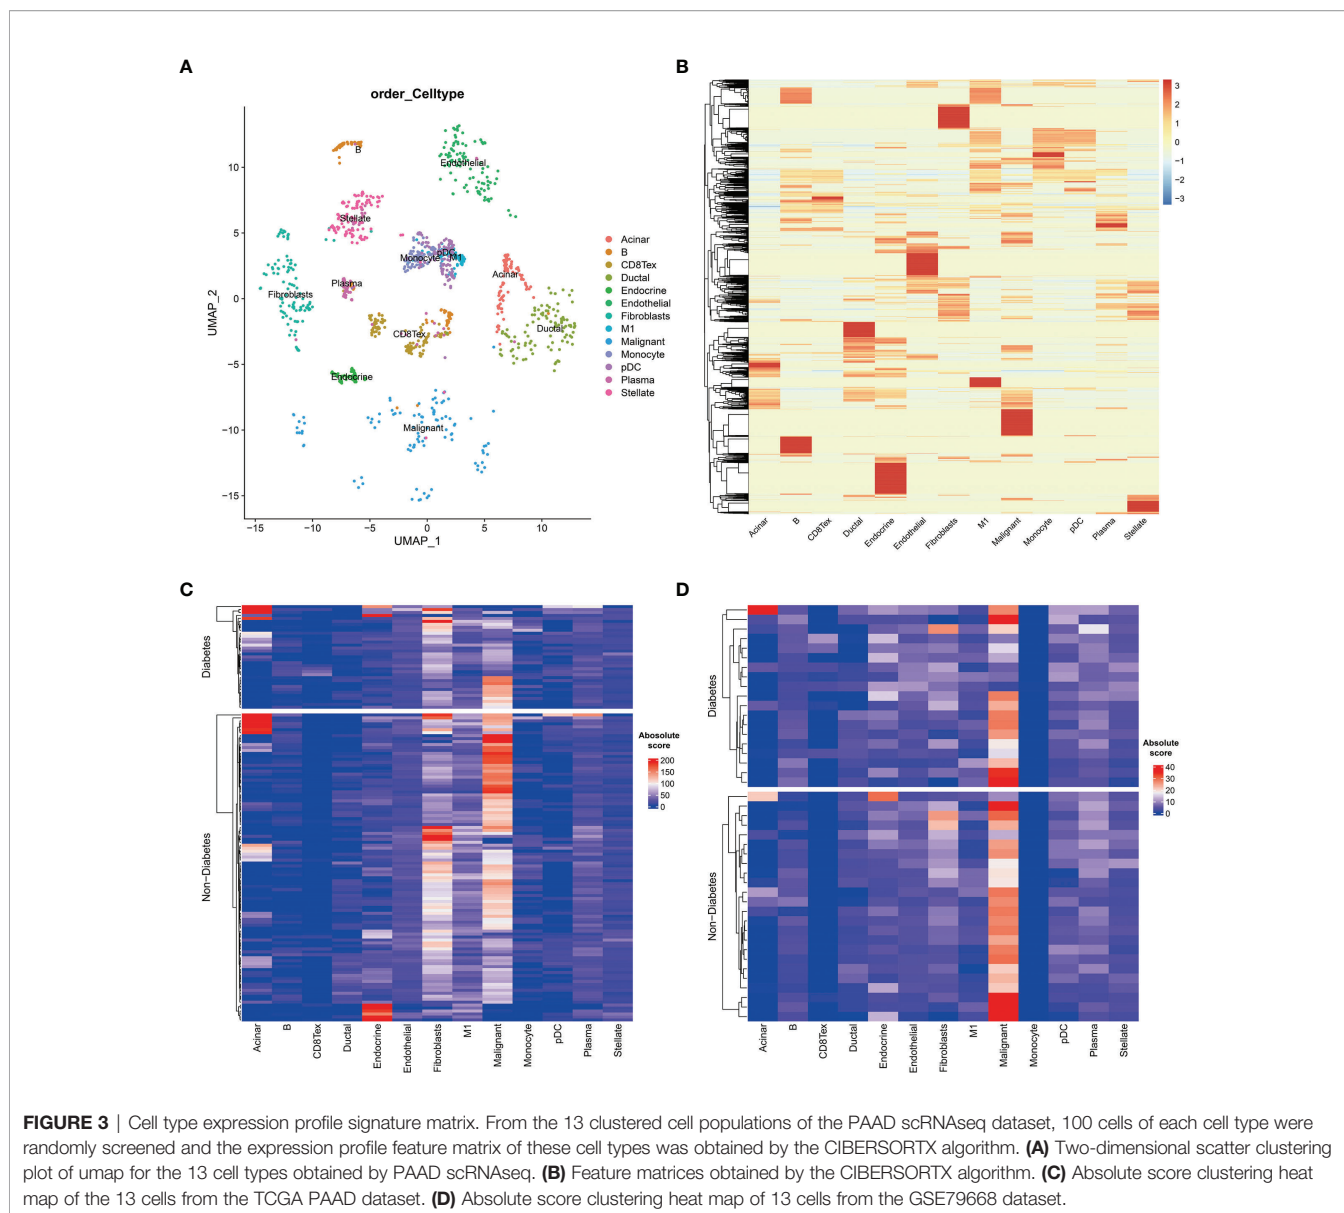 A
order_Celltype
UMAP_2
10
5
0
−5
−10
−15
B
Endothelial
Stellate
pDC
Monocyte
M1
Acinar
Plasma
Fibroblasts
Ductal
CD8Tex
Endocrine
Malignant
−15
−10
−5
0
5
10
UMAP_1
Acinar
B
CD8Tex
Ductal
Endocrine
Endothelial
Fibroblasts
M1
Malignant
Monocyte
pDC
Plasma
Stellate
B
3
2
1
0
−1
−2
−3
Acinar
B
CD8Tex
Ductal
Endocrine
Endothelial
Fibroblasts
M1
Malignant
Monocyte
pDC
Plasma
Stellate
C
Diabetes
Non−Diabetes
Abosolute
score
200
150
100
50
0
Acinar
B
CD8Tex
Ductal
Endocrine
Endothelial
Fibroblasts
M1
Malignant
Monocyte
pDC
Plasma
Stellate
D
Diabetes
Non−Diabetes
Absolute
score
40
30
20
10
0
Acinar
B
CD8Tex
Ductal
Endocrine
Endothelial
Fibroblasts
M1
Malignant
Monocyte
pDC
Plasma
Stellate
FIGURE 3 | Cell type expression profile signature matrix. From the 13 clustered cell populations of the PAAD scRNAseq dataset, 100 cells of each cell type were
randomly screened and the expression profile feature matrix of these cell types was obtained by the CIBERSORTX algorithm. (A) Two-dimensional scatter clustering
plot of umap for the 13 cell types obtained by PAAD scRNAseq. (B) Feature matrices obtained by the CIBERSORTX algorithm. (C) Absolute score clustering heat
map of the 13 cells from the TCGA PAAD dataset. (D) Absolute score clustering heat map of 13 cells from the GSE79668 dataset.